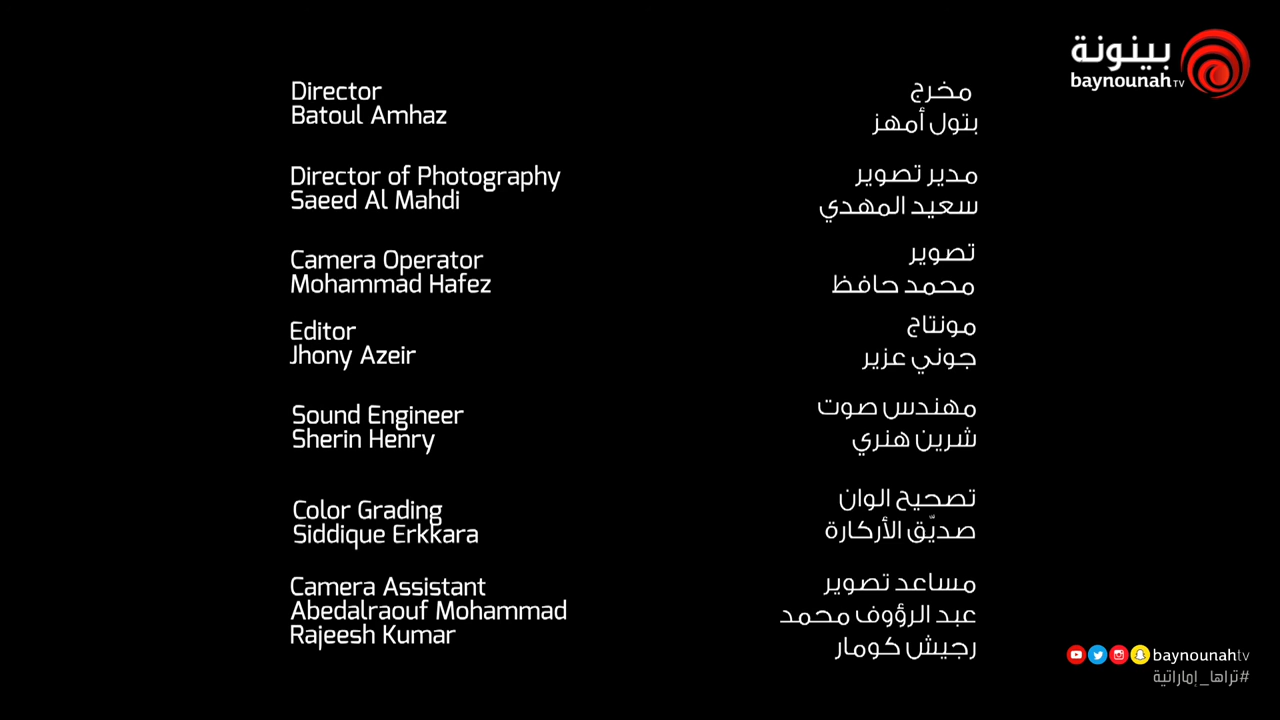 بينونة
baynounah TV
Director
Batoul Amhaz
مخرج
بتول أمهز
Director of Photography
Saeed Al Mahdi
مدير تصوير
سعيد المهدي
Camera Operator
Mohammad Hafez
تصوير
محمد حافظ
Editor
Jhony Azeir
مونتاج
جوني عزير
Sound Engineer
Sherin Henry
مهندس صوت
شرين هنري
Color Grading
Siddique Erkkara
تصحيح الوان
صديّق الأركارة
Camera Assistant
Abedalraouf Mohammad
Rajeesh Kumar
مساعد تصوير
عبد الرؤوف محمد
رجيش كومار
baynounahtv
#تراها_إماراتية